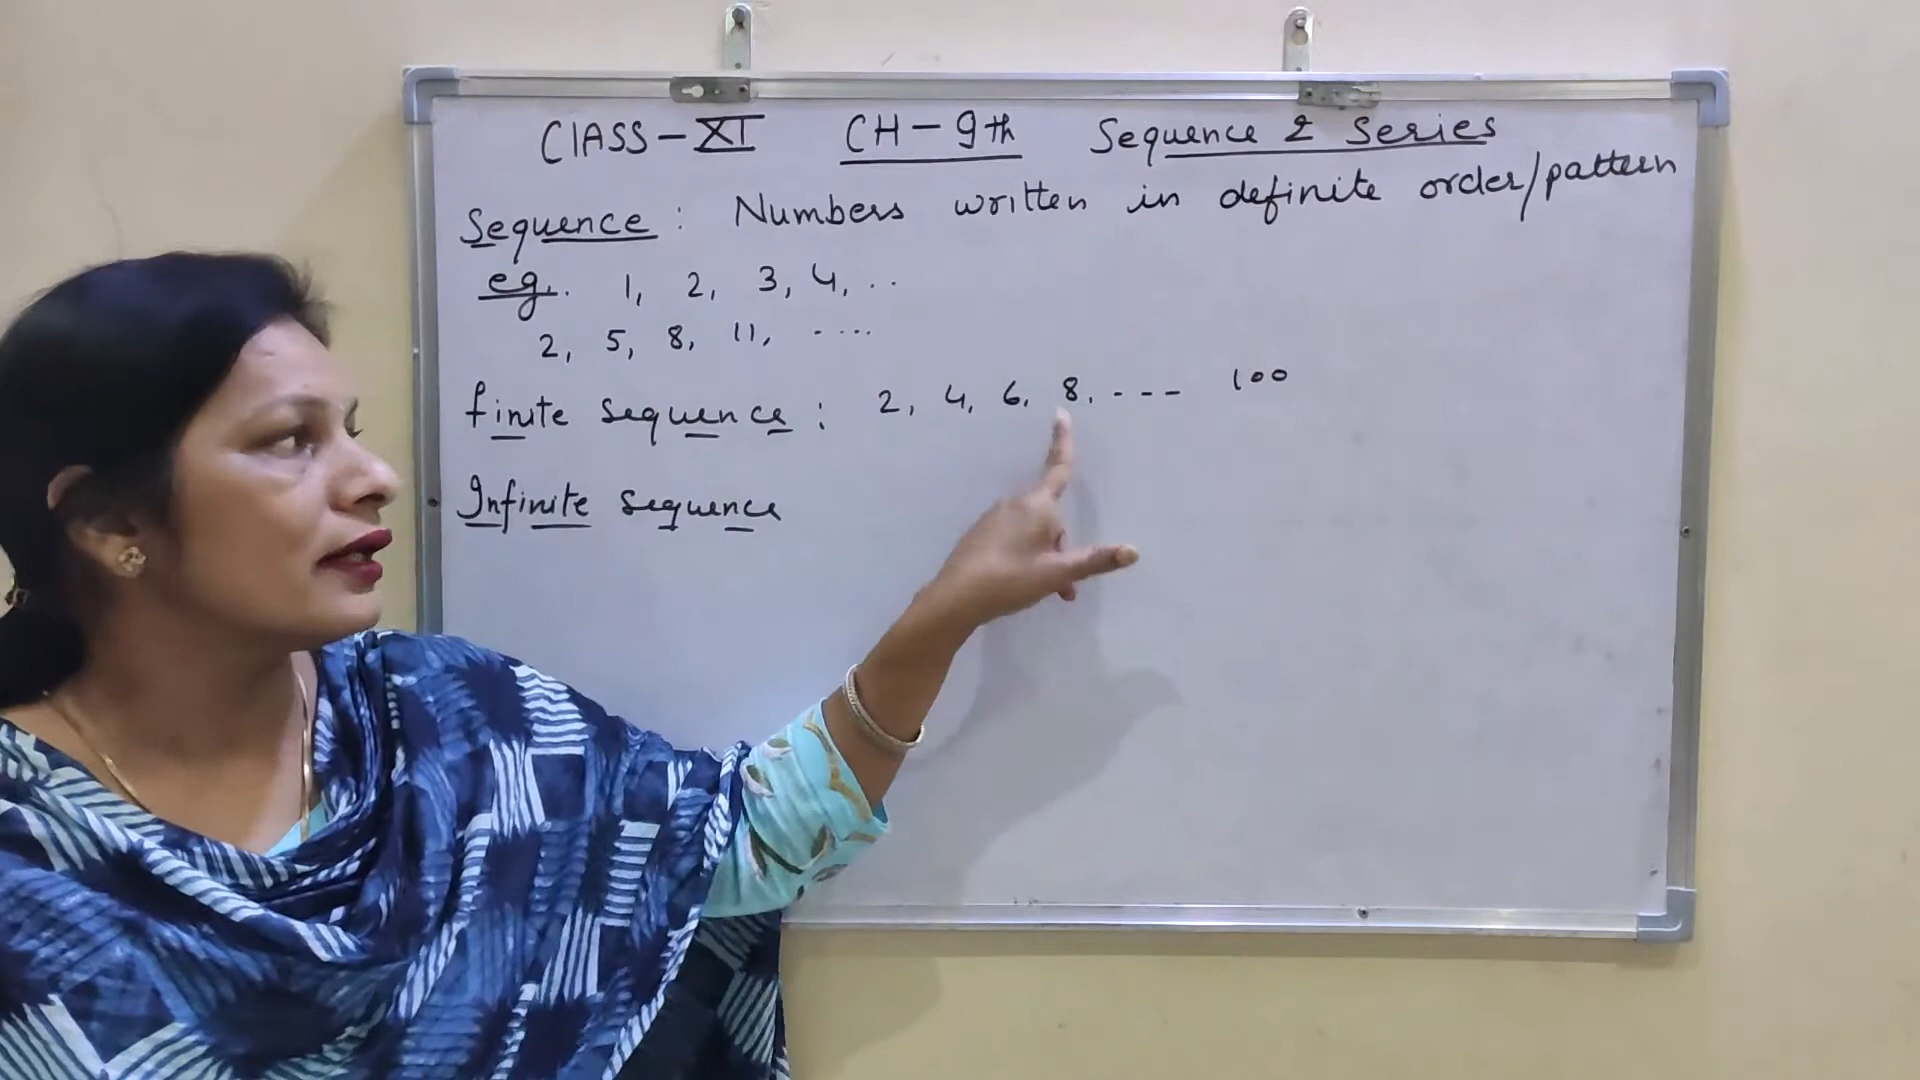 ClASS-XI CH-9th Sequence & Series
Sequence : Numbers written in definite order/pattern
eg. 1, 2, 3, 4, ..
2, 5, 8, 11, ....
finite sequence : 2, 4, 6, 8, --- 100
Infinite sequence